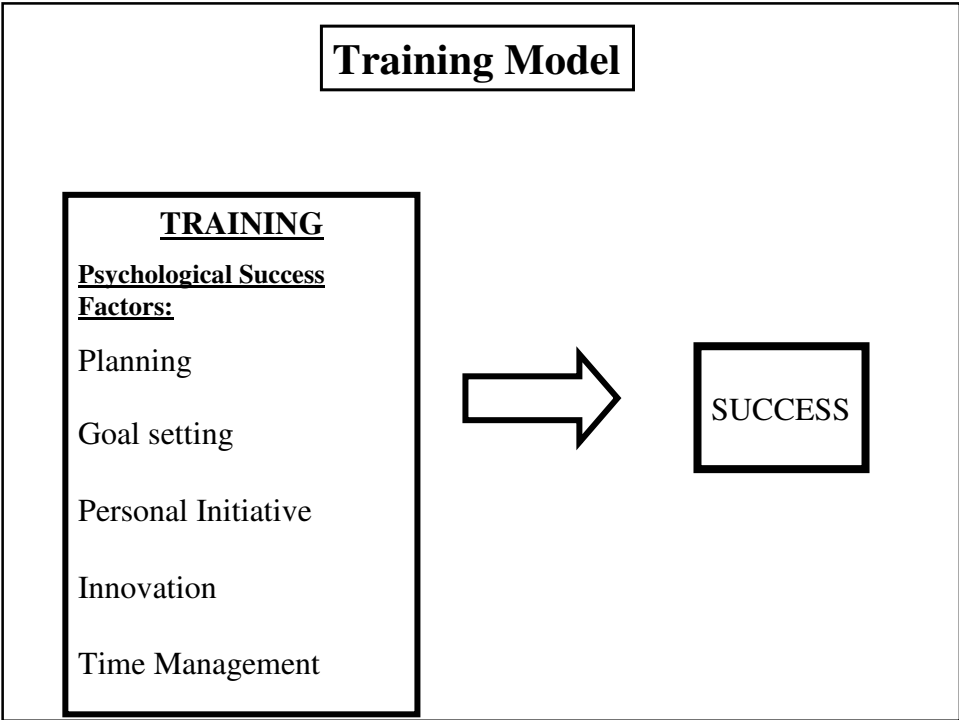 Training Model
TRAINING
Psychological Success
Factors:
Planning
Goal setting
Personal Initiative
Innovation
Time Management
SUCCESS